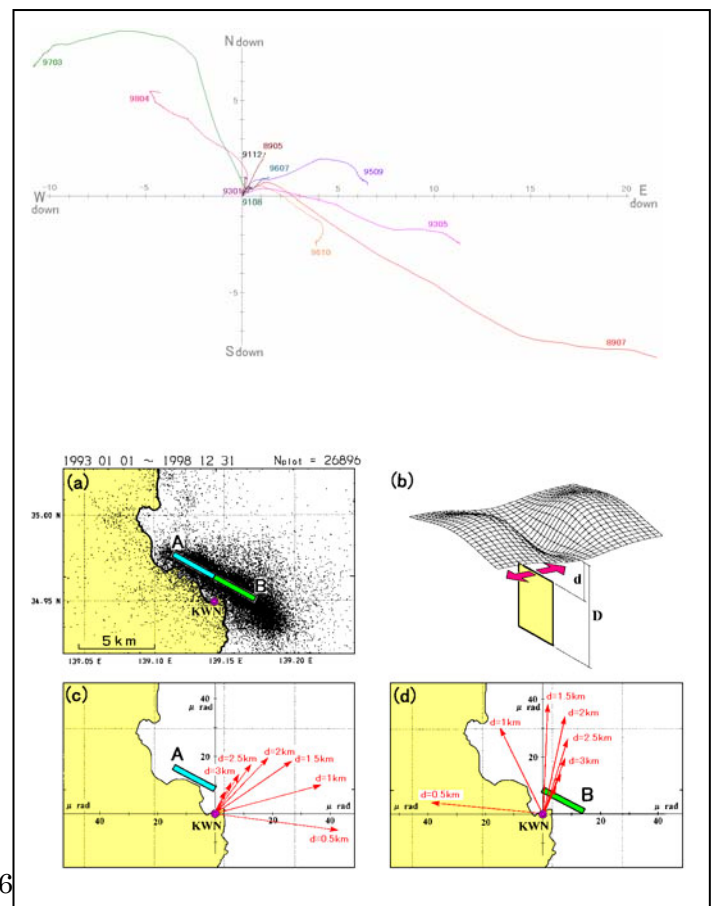 N down
9703
9804
5
8905
9112
9607
9509
9301
W down
-10
-5
5
10
15
20
E down
9108
9305
9610
-5
8907
S down
1993 01 01 ～ 1998 12 31 Nplot = 26896
(a)
35.00 N
A
B
34.95 N
KWN
5 km
139.05 E
139.10 E
139.15 E
139.20 E
(b)
d
D
(c)
40
μ rad
A
20
d=2km
d=2.5km
d=1.5km
d=3km
d=1km
μ rad
μ rad
20
KWN
20
40
d=0.5km
(d)
40
d=1.5km
μ rad
d=2km
d=1km
20
d=2.5km
d=3km
d=0.5km
B
μ rad
μ rad
40
20
KWN
20
40
6